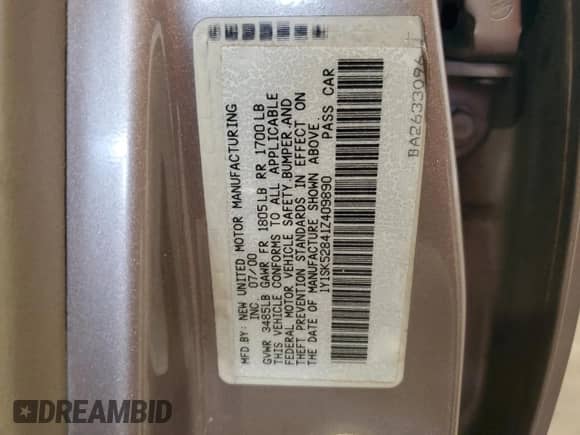 MFD BY: NEW UNITED MOTOR MANUFACTURING
INC 07/00
GVWR 3485LB GAWR FR 1805LB RR 1700LB
THIS VEHICLE CONFORMS TO ALL APPLICABLE
FEDERAL MOTOR VEHICLE SAFETY,BUMPER,AND
THEFT PREVENTION STANDARDS IN EFFECT ON
THE DATE OF MANUFACTURE SHOWN ABOVE.
1Y1SK52841Z409890 PASS CAR
BA2633096
DREAMBID